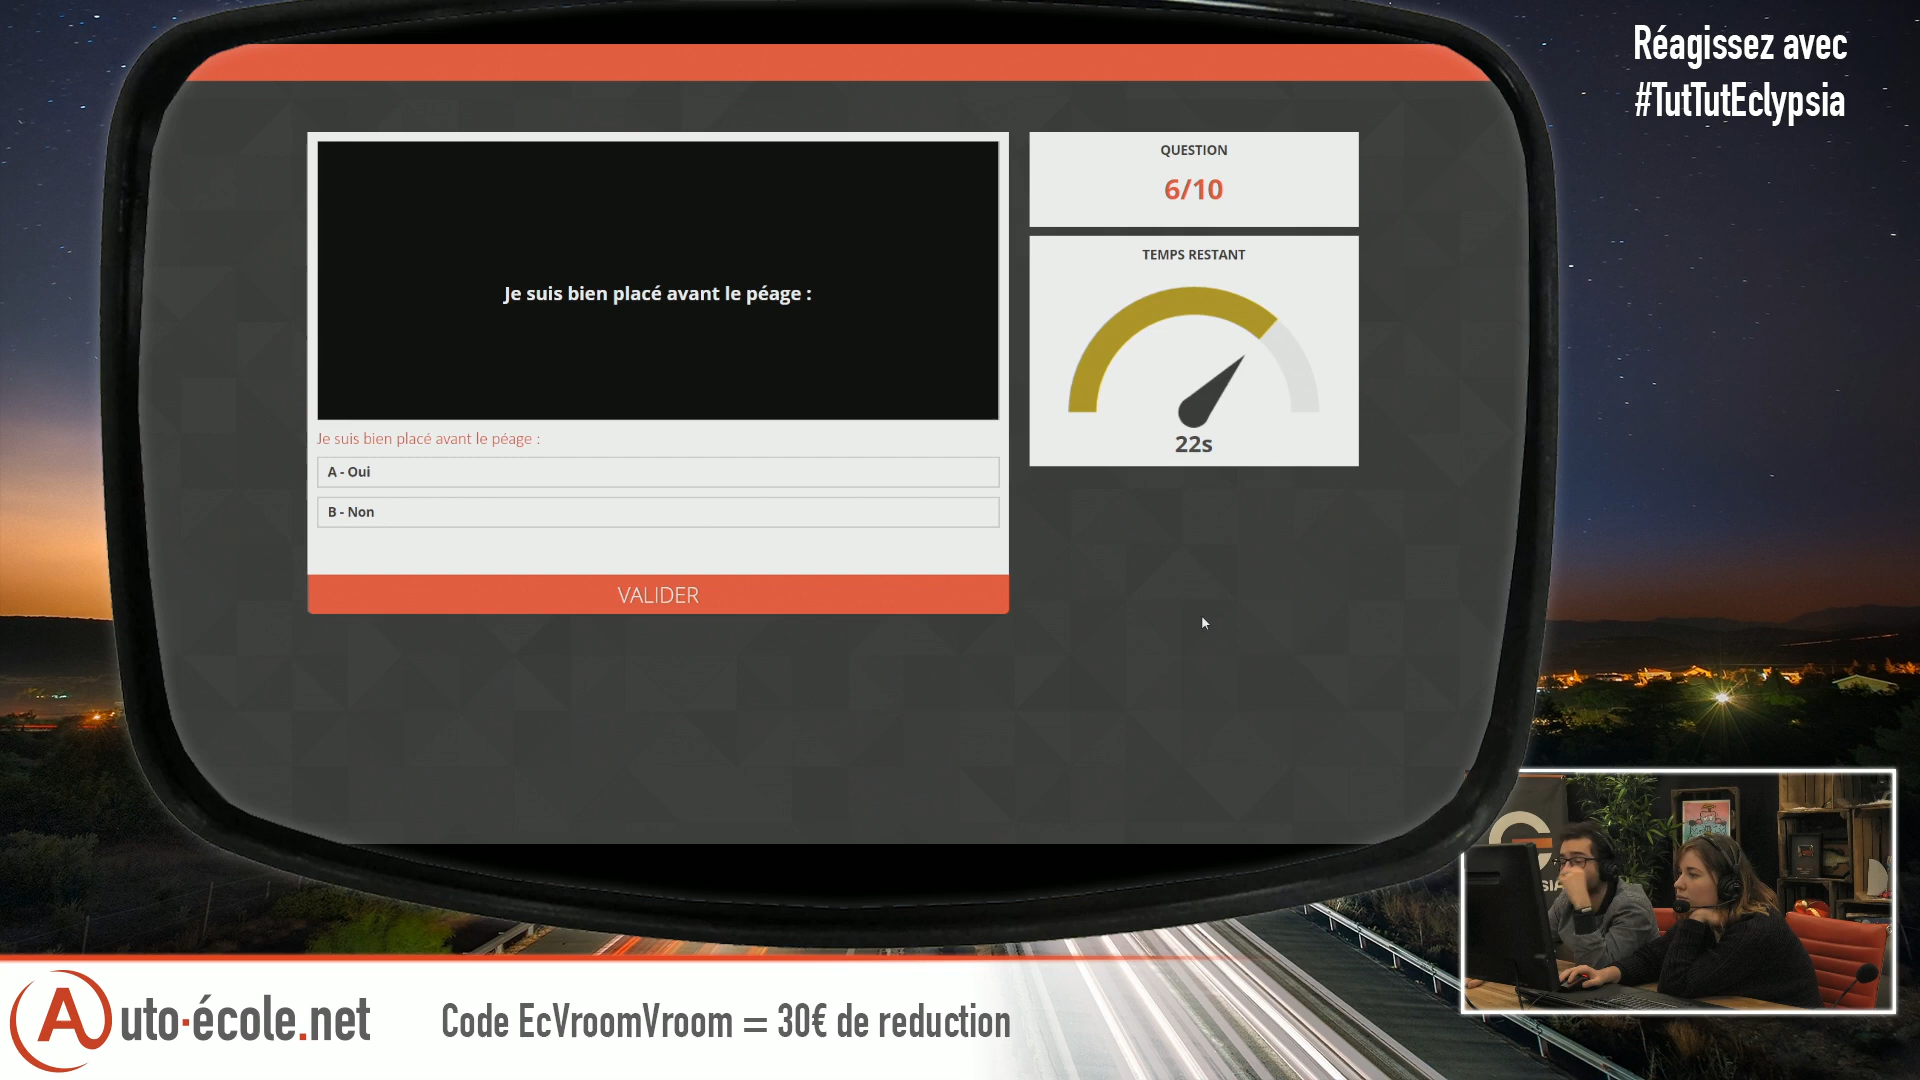 Réagissez avec
#TutTutEclypsia
QUESTION
6/10
TEMPS RESTANT
22s
Je suis bien placé avant le péage :
Je suis bien placé avant le péage :
A - Oui
B - Non
VALIDER
Auto·école.net
Code EcVroomVroom = 30€ de reduction